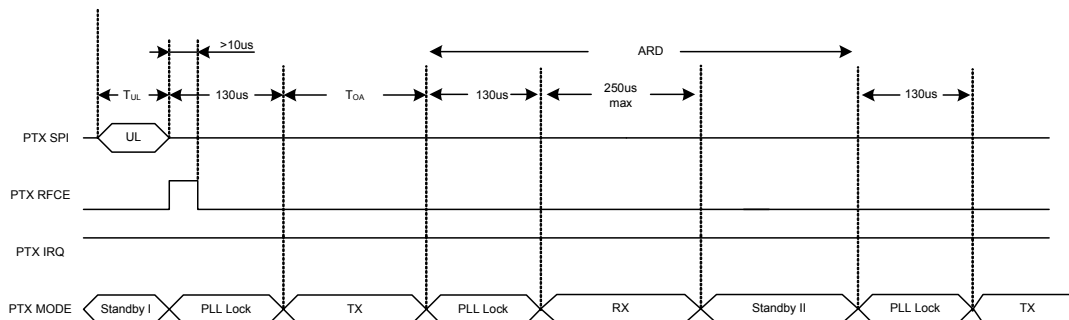 >10us
ARD
TUL
130us
TOA
130us
250us
max
130us
PTX SPI
UL
PTX RFCE
PTX IRQ
PTX MODE
Standby I
PLL Lock
TX
PLL Lock
RX
Standby II
PLL Lock
TX